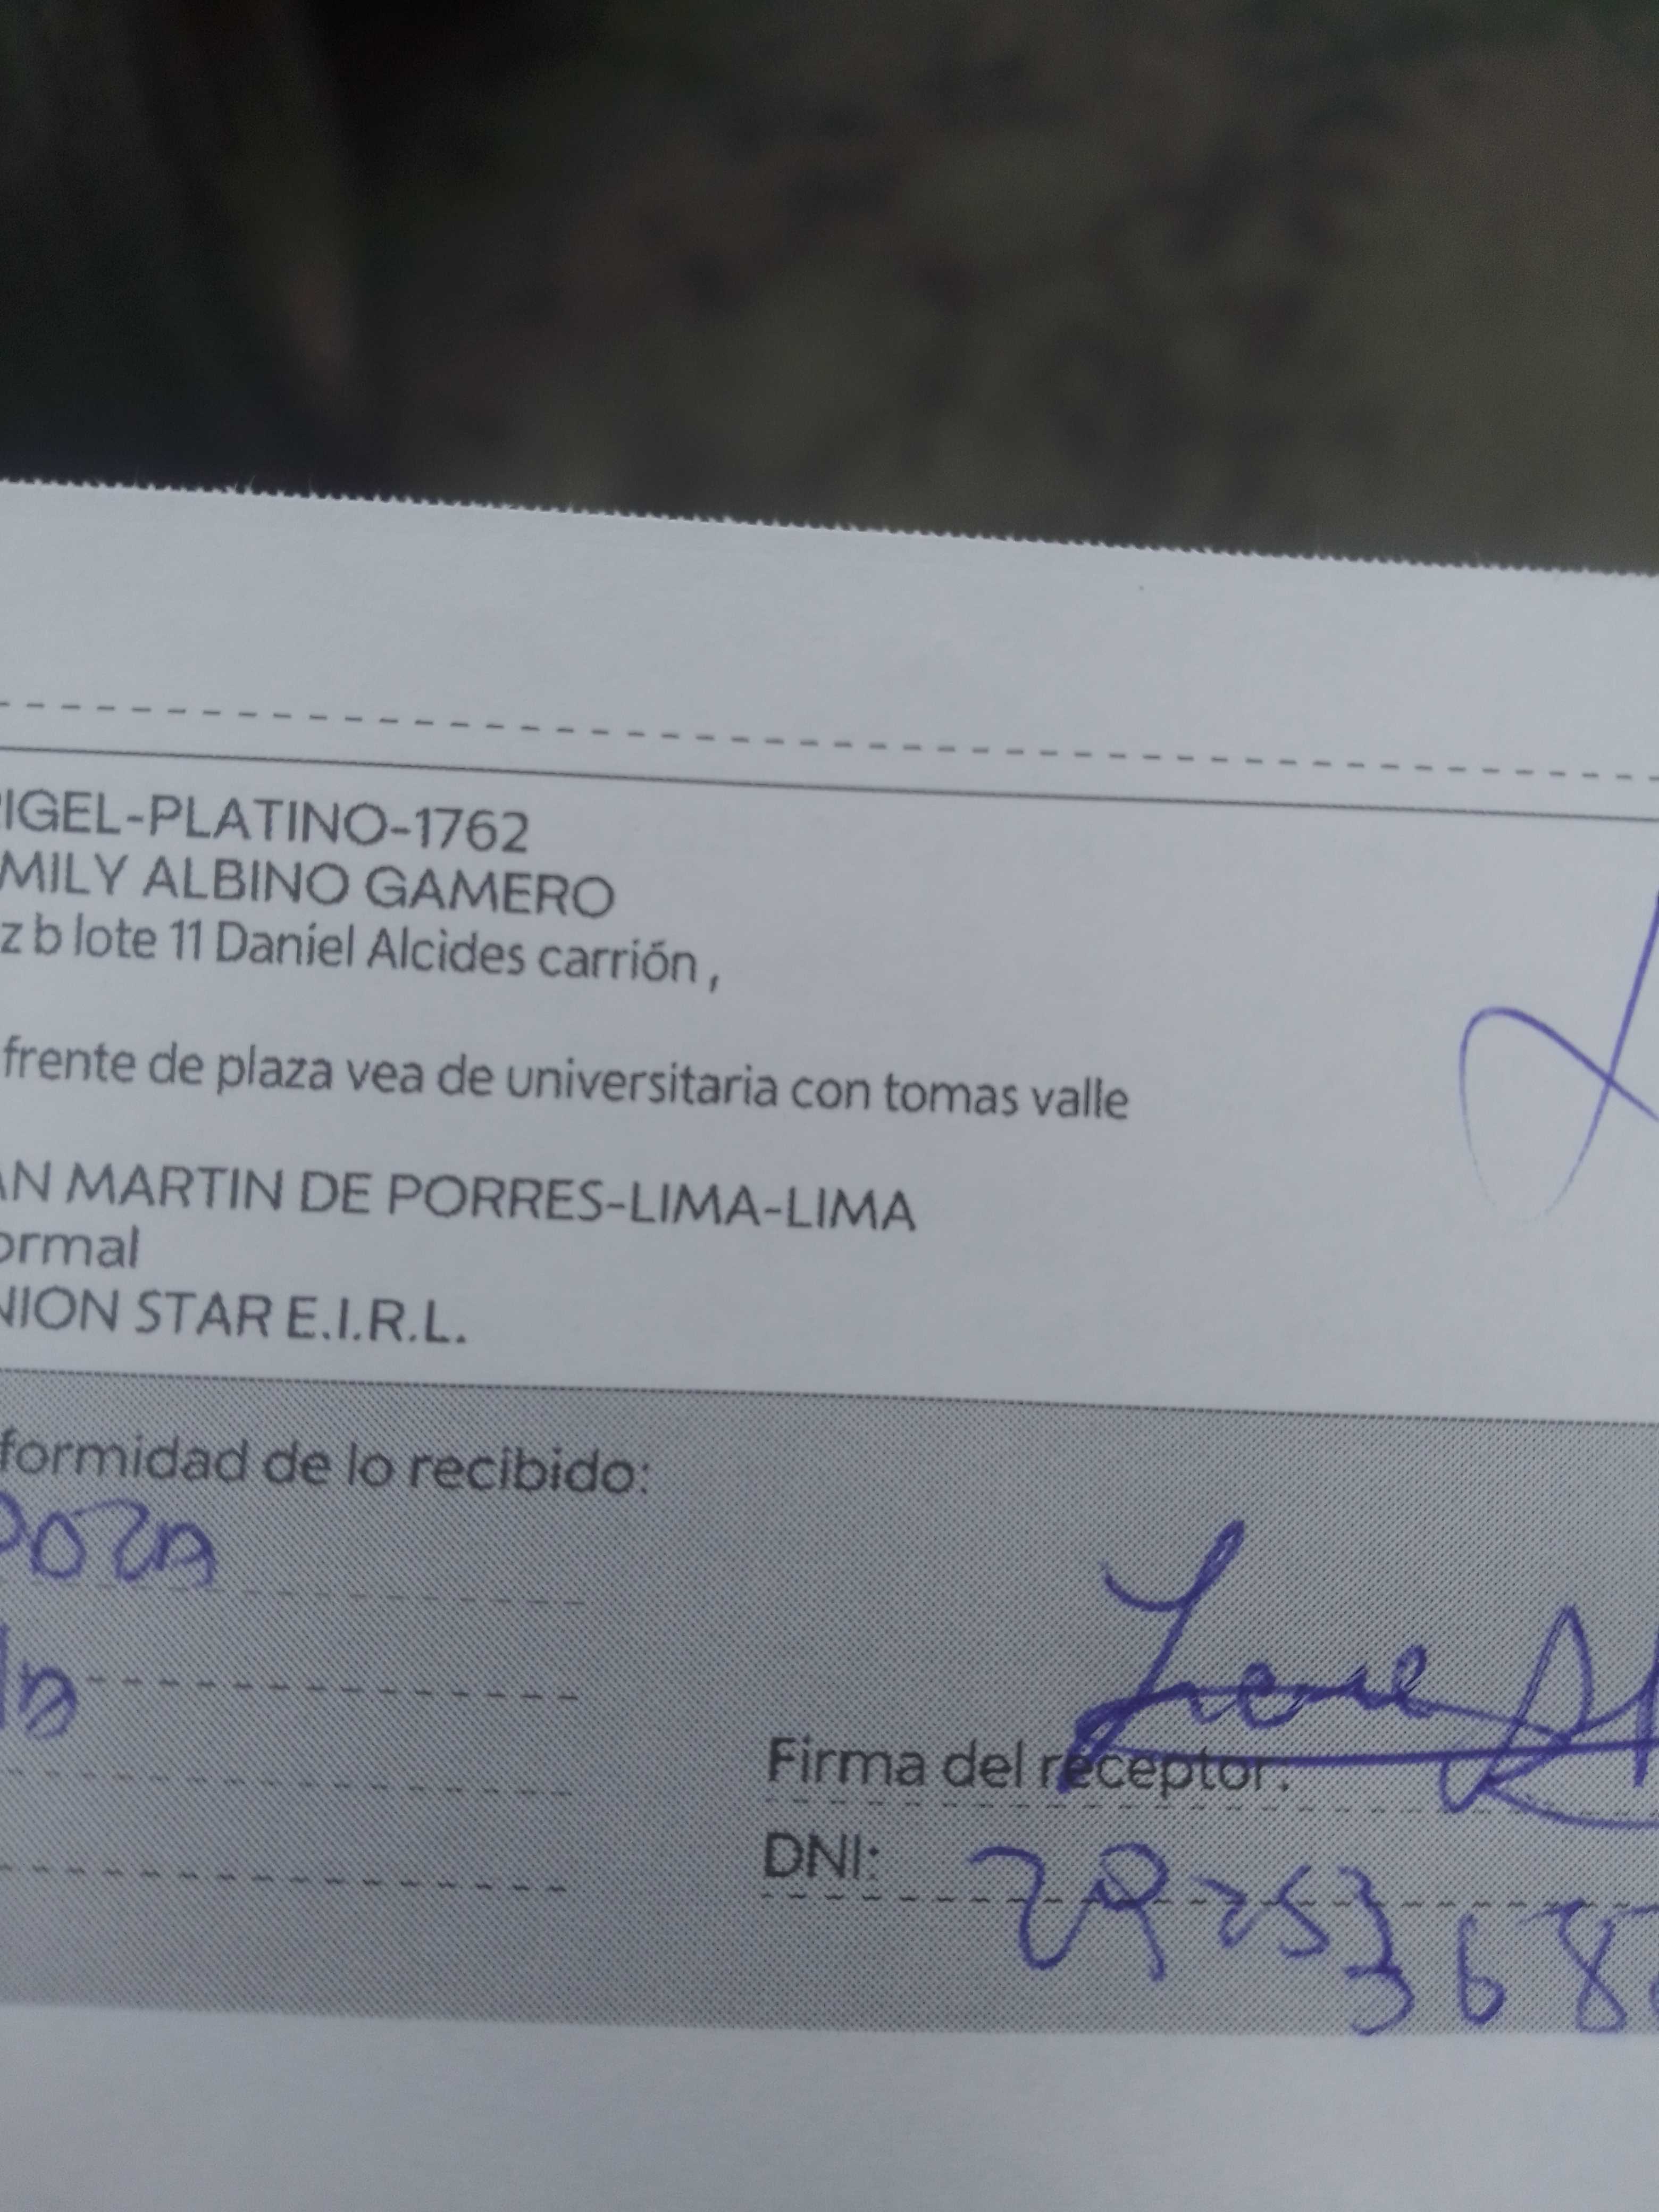 IGEL-PLATINO-1762
MILY ALBINO GAMERO
z b lote 11 Daniel Alcides carrión ,
frente de plaza vea de universitaria con tomas valle
AN MARTIN DE PORRES-LIMA-LIMA
ormal
NION STAR E.I.R.L.
formidad de lo recibido:
Firma del receptor:
DNI: